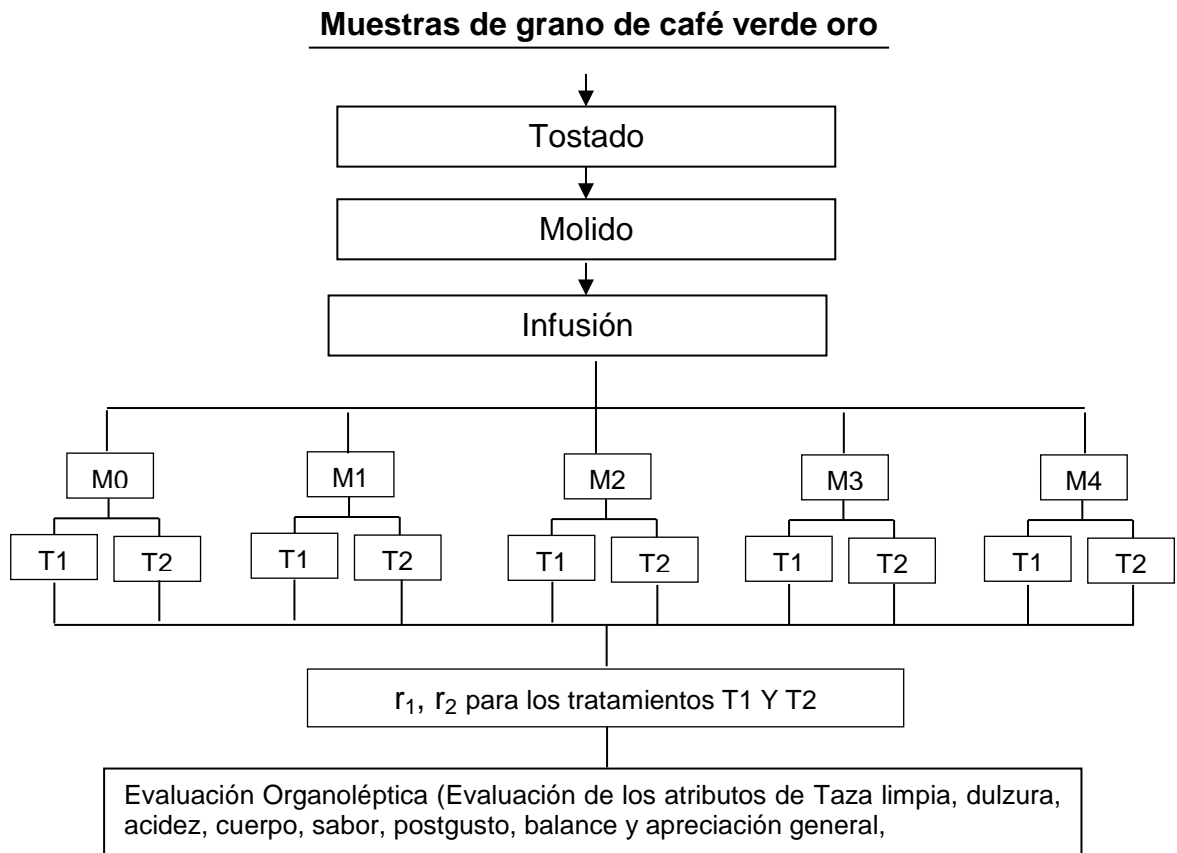 Muestras de grano de café verde oro
Tostado
Molido
Infusión
M0 M1 M2 M3 M4
T1 T2 T1 T2 T1 T2 T1 T2 T1 T2
r₁, r₂ para los tratamientos T1 Y T2
Evaluación Organoléptica (Evaluación de los atributos de Taza limpia, dulzura,
acidez, cuerpo, sabor, postgusto, balance y apreciación general,